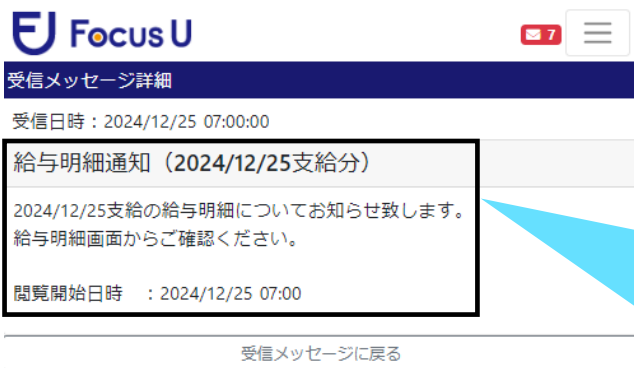 Focus U
7
受信メッセージ詳細
受信日時：2024/12/25 07:00:00
給与明細通知（2024/12/25支給分）
2024/12/25支給の給与明細についてお知らせ致します。
給与明細画面からご確認ください。
閲覧開始日時　：2024/12/25 07:00
受信メッセージに戻る